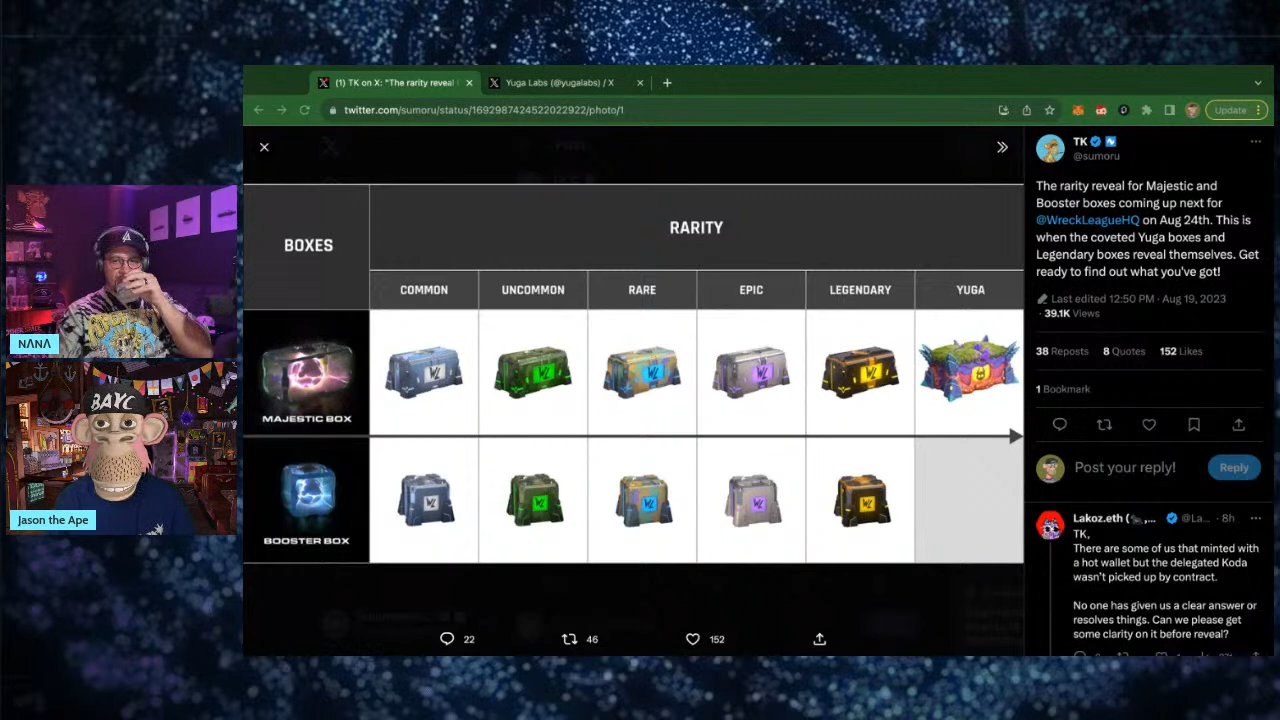 (1) TK on X: "The rarity reveal
Yuga Labs (@yugalabs) / X
twitter.com/sumoru/status/1692987424522022922/photo/1
Update
BOXES
RARITY
COMMON
UNCOMMON
RARE
EPIC
LEGENDARY
YUGA
MAJESTIC BOX
BOOSTER BOX
22
46
152
TK
@sumoru
The rarity reveal for Majestic and
Booster boxes coming up next for
@WreckLeagueHQ on Aug 24th. This is
when the coveted Yuga boxes and
Legendary boxes reveal themselves. Get
ready to find out what you've got!
Last edited 12:50 PM · Aug 19, 2023
· 39.1K Views
38 Reposts 8 Quotes 152 Likes
1 Bookmark
Post your reply!
Reply
Lakoz.eth (🐜,... @La... · 8h
TK,
There are some of us that minted with
a hot wallet but the delegated Koda
wasn't picked up by contract.
No one has given us a clear answer or
resolves things. Can we please get
some clarity on it before reveal?
NΛNΛ
BAYC
Jason the Ape